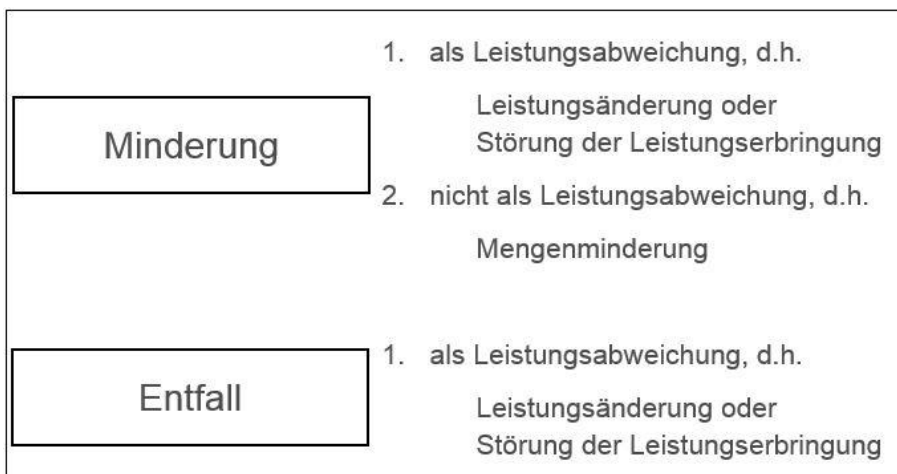 Minderung
1. als Leistungsabweichung, d.h.
Leistungsänderung oder
Störung der Leistungserbringung
2. nicht als Leistungsabweichung, d.h.
Mengenminderung
Entfall
1. als Leistungsabweichung, d.h.
Leistungsänderung oder
Störung der Leistungserbringung